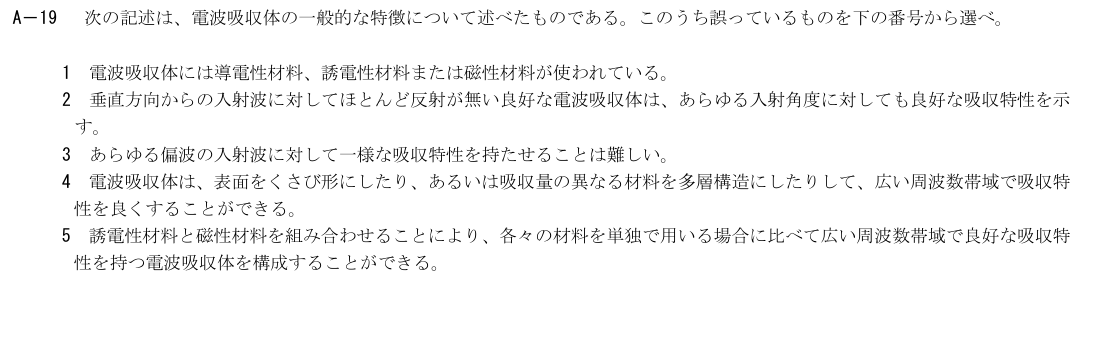 A－19 次の記述は、電波吸収体の一般的な特徴について述べたものである。このうち誤っているものを下の番号から選べ。
1 電波吸収体には導電性材料、誘電性材料または磁性材料が使われている。
2 垂直方向からの入射波に対してほとんど反射が無い良好な電波吸収体は、あらゆる入射角度に対しても良好な吸収特性を示
す。
3 あらゆる偏波の入射波に対して一様な吸収特性を持たせることは難しい。
4 電波吸収体は、表面をくさび形にしたり、あるいは吸収量の異なる材料を多層構造にしたりして、広い周波数帯域で吸収特
性を良くすることができる。
5 誘電性材料と磁性材料を組み合わせることにより、各々の材料を単独で用いる場合に比べて広い周波数帯域で良好な吸収特
性を持つ電波吸収体を構成することができる。